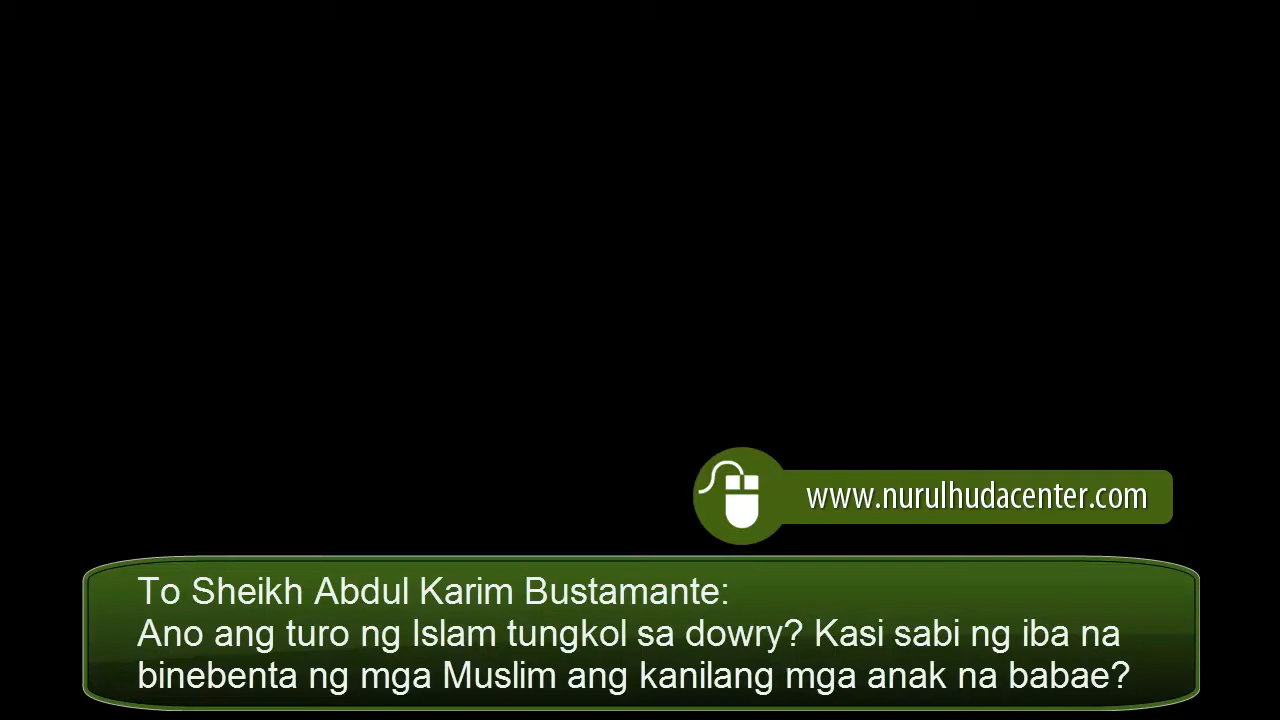 www.nurulhudacenter.com
To Sheikh Abdul Karim Bustamante:
Ano ang turo ng Islam tungkol sa dowry? Kasi sabi ng iba na
binebenta ng mga Muslim ang kanilang mga anak na babae?